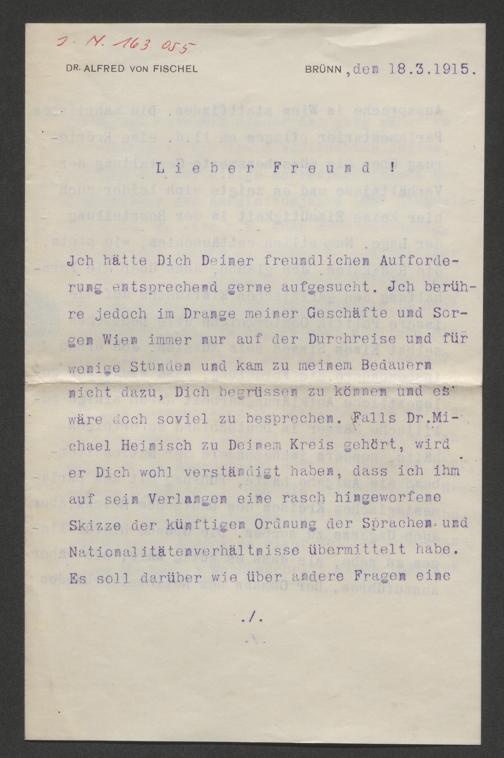 J. N. 163 055
DR. ALFRED VON FISCHEL BRÜNN, den 18.3.1915.
Lieber Freund !
Jch hätte Dich Deiner freundlichen Aufforde-
rung entsprechend gerne aufgesucht. Jch berüh-
re jedoch im Drange meiner Geschäfte und Sor-
gen Wien immer nur auf der Durchreise und für
wenige Stunden und kam zu meinem Bedauern
nicht dazu, Dich begrüssen zu können und es
wäre doch soviel zu besprechen. Falls Dr.Mi-
chael Heinisch zu Deinem Kreis gehört, wird
er Dich wohl verständigt haben, dass ich ihm
auf sein Verlangen eine rasch hingeworfene
Skizze der künftigen Ordnung der Sprachen und
Nationalitätenverhältnisse übermittelt habe.
Es soll darüber wie über andere Fragen eine
./.